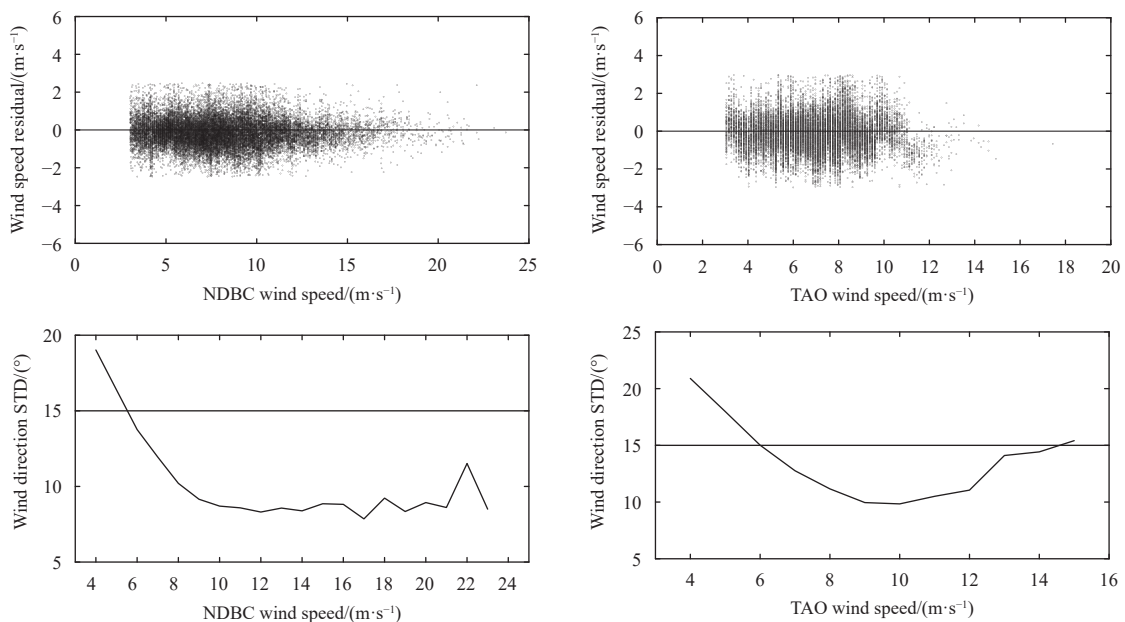 6
4
2
0
−2
−4
−6
Wind speed residual/(m·s⁻¹)
0 5 10 15 20 25
NDBC wind speed/(m·s⁻¹)
6
4
2
0
−2
−4
−6
Wind speed residual/(m·s⁻¹)
0 2 4 6 8 10 12 14 16 18 20
TAO wind speed/(m·s⁻¹)
20
15
10
5
Wind direction STD/(°)
4 6 8 10 12 14 16 18 20 22 24
NDBC wind speed/(m·s⁻¹)
25
20
15
10
5
Wind direction STD/(°)
4 6 8 10 12 14 16
TAO wind speed/(m·s⁻¹)